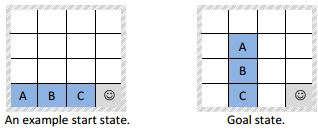 A B C ☺
A
B
C ☺
An example start state. Goal state.